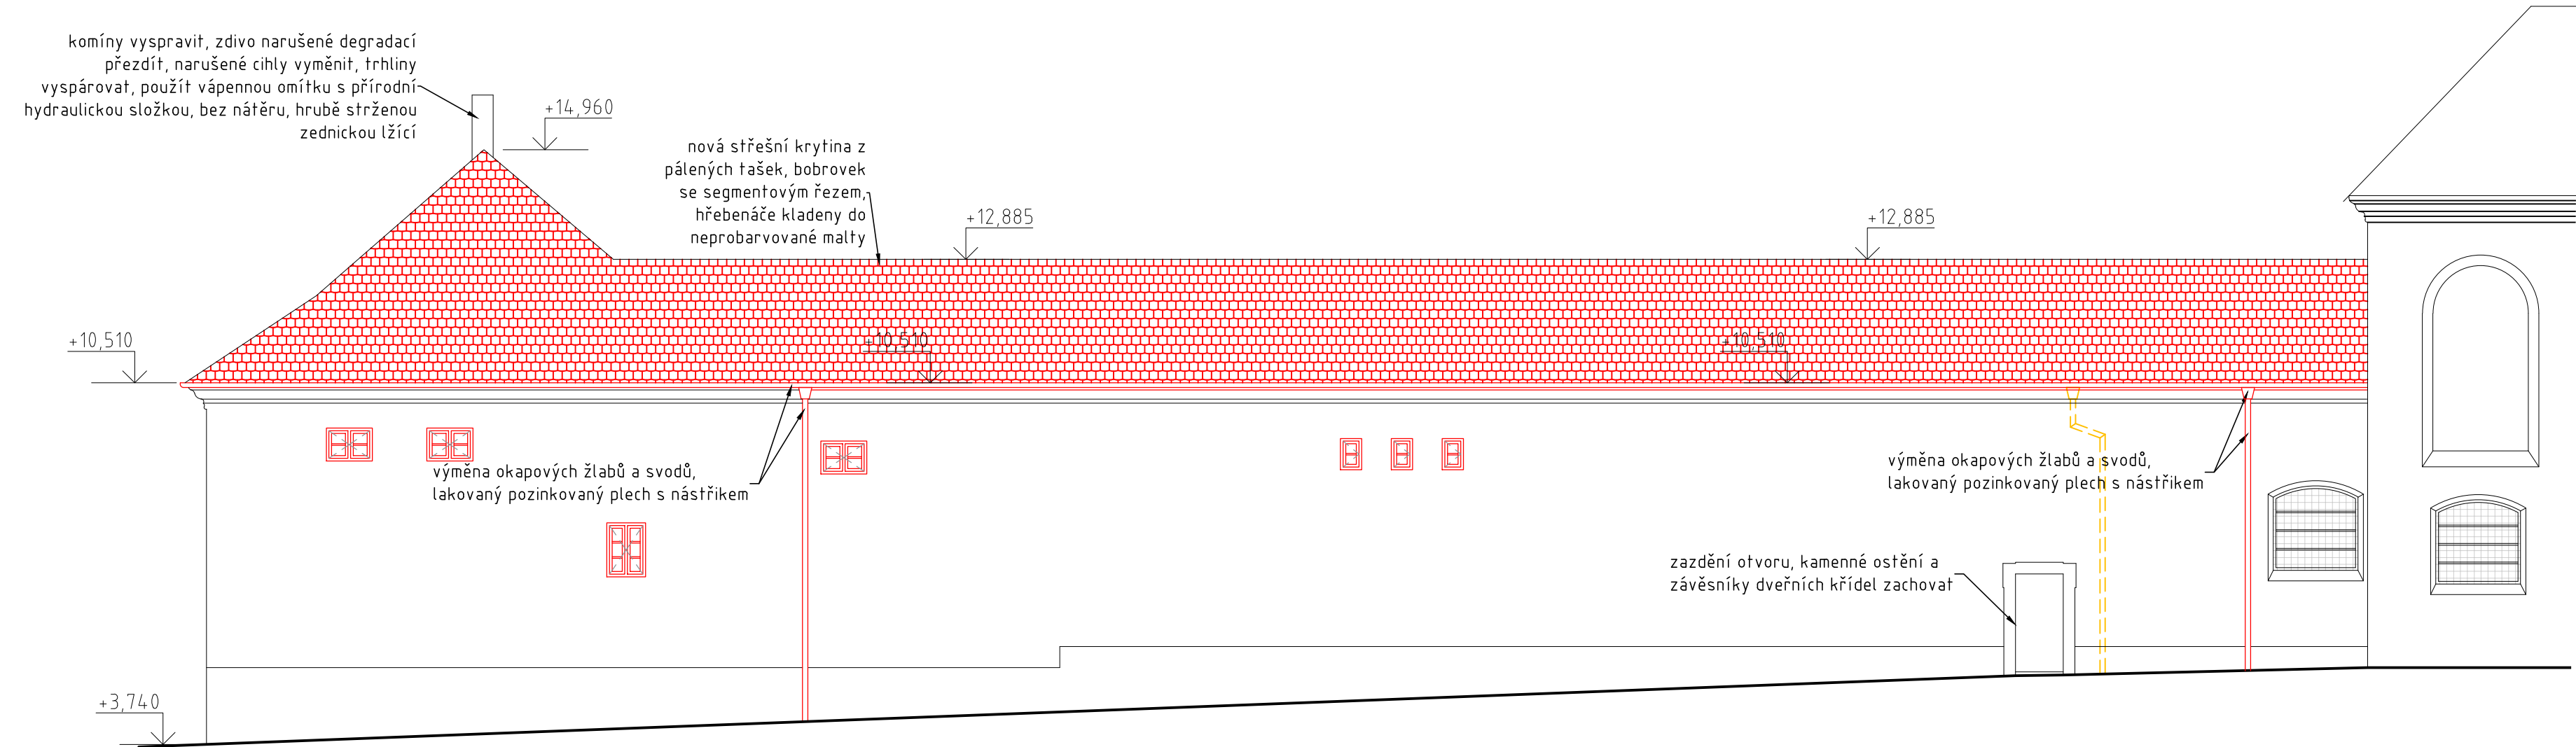 komíny vyspravit, zdivo narušené degradací
přezdít, narušené cihly vyměnit, trhliny
vyspárovat, použít vápennou omítku s přírodní
hydraulickou složkou, bez nátěru, hrubě strženou
zednickou lžící
+14,960
nová střešní krytina z
pálených tašek, bobrovek
se segmentovým řezem,
hřebenáče kladeny do
neprobarvované malty
+12,885
+12,885
+10,510
+10,510
+10,510
výměna okapových žlabů a svodů,
lakovaný pozinkovaný plech s nástřikem
výměna okapových žlabů a svodů,
lakovaný pozinkovaný plech s nástřikem
zazdění otvoru, kamenné ostění a
závěsníky dveřních křídel zachovat
+3,740